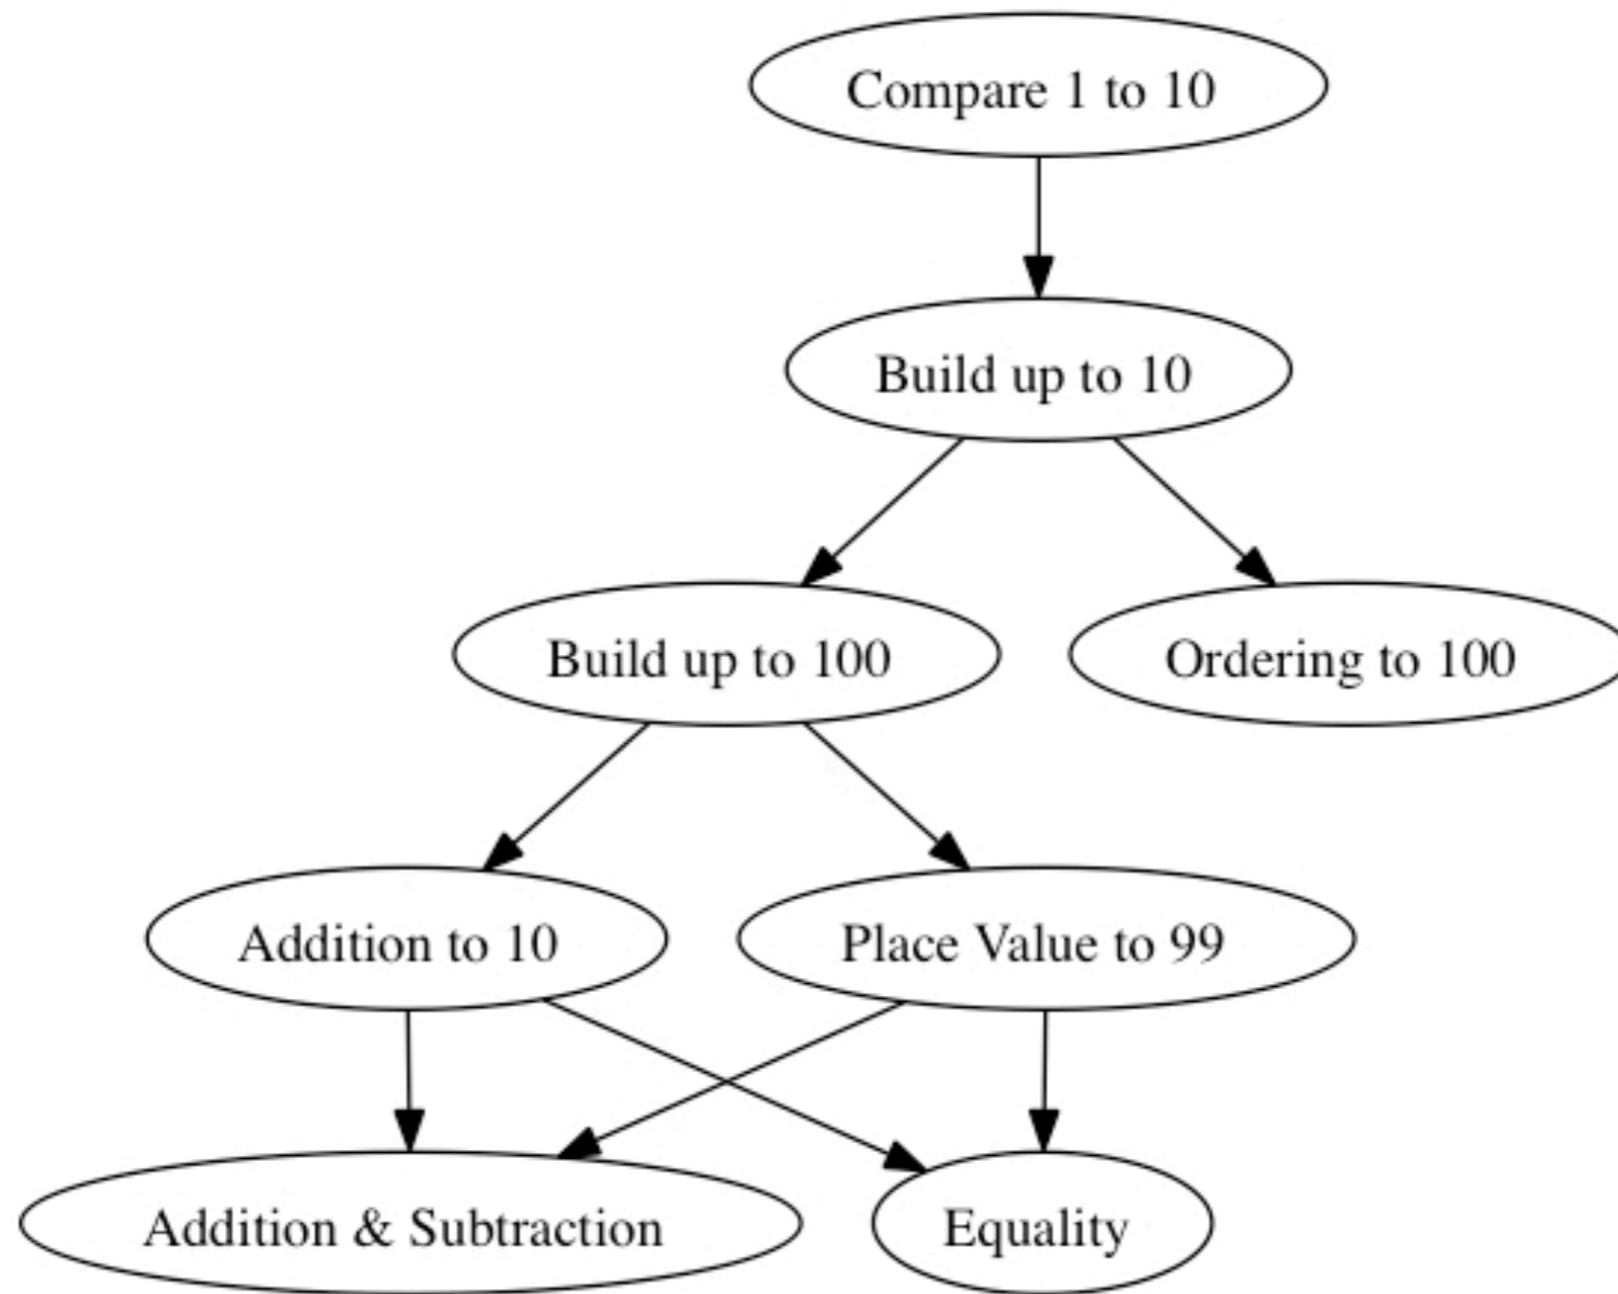 Compare 1 to 10
Build up to 10
Build up to 100
Ordering to 100
Addition to 10
Place Value to 99
Addition & Subtraction
Equality